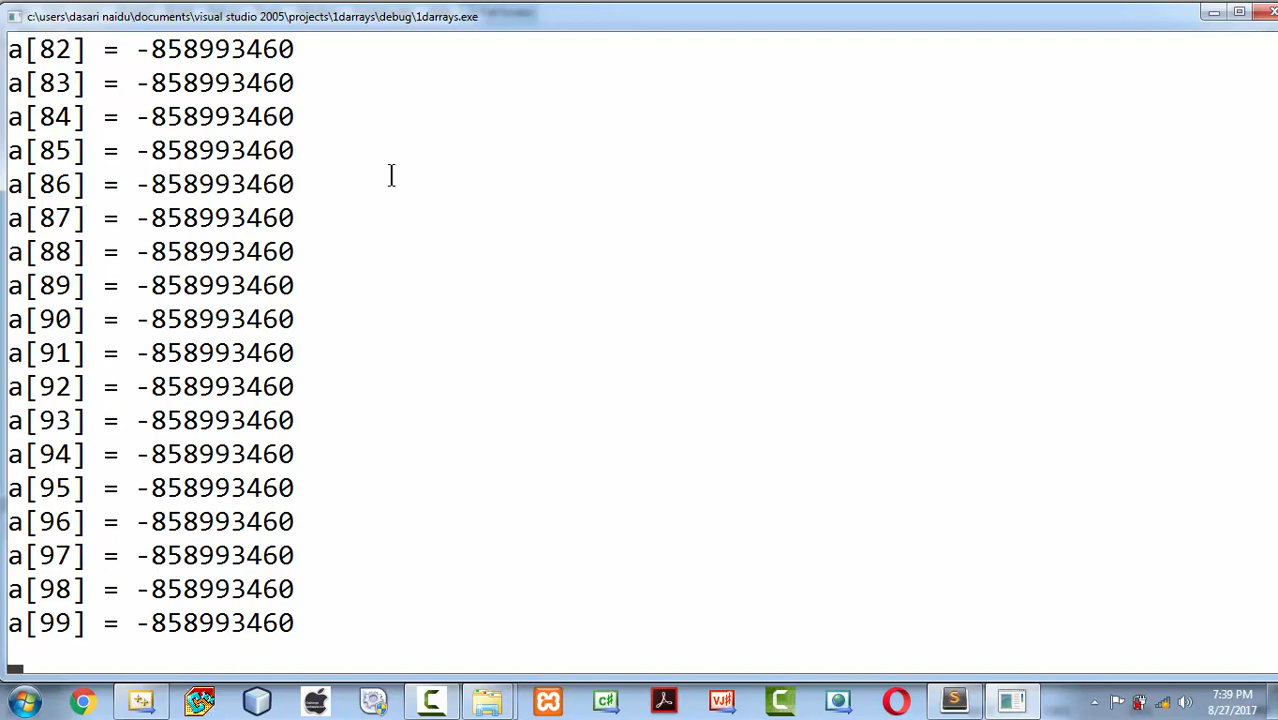 c:\users\dasari naidu\documents\visual studio 2005\projects\1darrays\debug\1darrays.exe
a[82] = -858993460
a[83] = -858993460
a[84] = -858993460
a[85] = -858993460
a[86] = -858993460
a[87] = -858993460
a[88] = -858993460
a[89] = -858993460
a[90] = -858993460
a[91] = -858993460
a[92] = -858993460
a[93] = -858993460
a[94] = -858993460
a[95] = -858993460
a[96] = -858993460
a[97] = -858993460
a[98] = -858993460
a[99] = -858993460
C#
VJ#
7:39 PM
8/27/2017